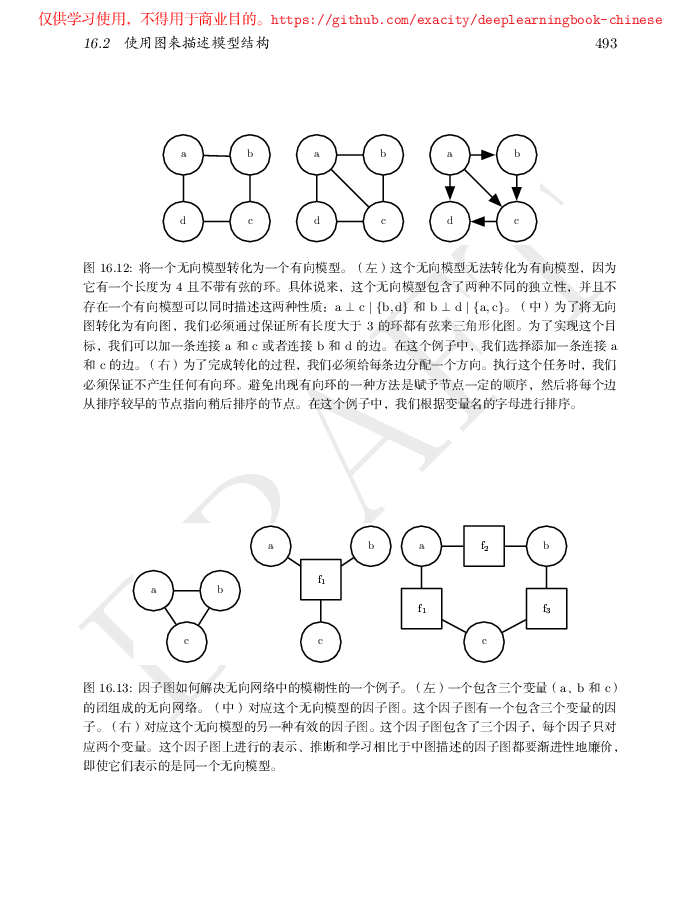 仅供学习使用，不得用于商业目的。https://github.com/exacity/deeplearningbook-chinese
16.2 使用图来描述模型结构 493
a b a b a b
d c d c d c
图 16.12: 将一个无向模型转化为一个有向模型。（左）这个无向模型无法转化为有向模型，因为
它有一个长度为 4 且不带有弦的环。具体说来，这个无向模型包含了两种不同的独立性，并且不
存在一个有向模型可以同时描述这两种性质：a ⊥ c | {b, d} 和 b ⊥ d | {a, c}。（中）为了将无向
图转化为有向图，我们必须通过保证所有长度大于 3 的环都有弦来三角形化图。为了实现这个目
标，我们可以加一条连接 a 和 c 或者连接 b 和 d 的边。在这个例子中，我们选择添加一条连接 a
和 c 的边。（右）为了完成转化的过程，我们必须给每条边分配一个方向。执行这个任务时，我们
必须保证不产生任何有向环。避免出现有向环的一种方法是赋予节点一定的顺序，然后将每个边
从排序较早的节点指向稍后排序的节点。在这个例子中，我们根据变量名的字母进行排序。
DRAFT
a b a f₂ b
a b f₁ f₁ f₃
c c c
图 16.13: 因子图如何解决无向网络中的模糊性的一个例子。（左）一个包含三个变量（a、b 和 c）
的团组成的无向网络。（中）对应这个无向模型的因子图。这个因子图有一个包含三个变量的因
子。（右）对应这个无向模型的另一种有效的因子图。这个因子图包含了三个因子，每个因子只对
应两个变量。这个因子图上进行的表示、推断和学习相比于中图描述的因子图都要渐进性地廉价，
即使它们表示的是同一个无向模型。